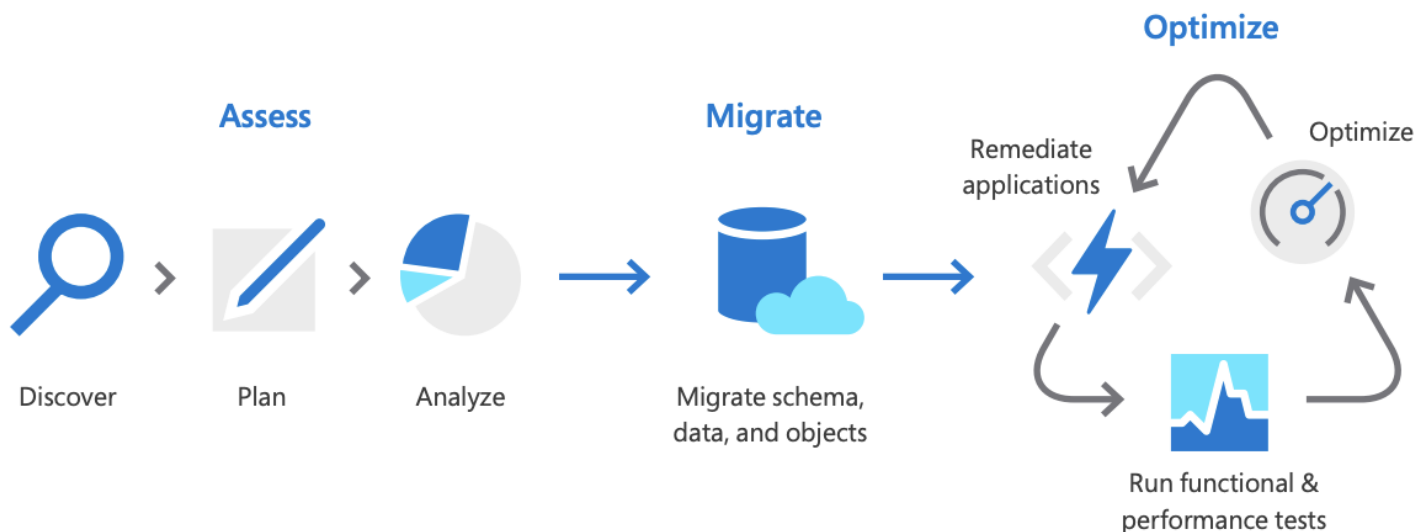 Optimize
Assess
Migrate
Optimize
Remediate
applications
Discover
Plan
Analyze
Migrate schema,
data, and objects
Run functional &
performance tests